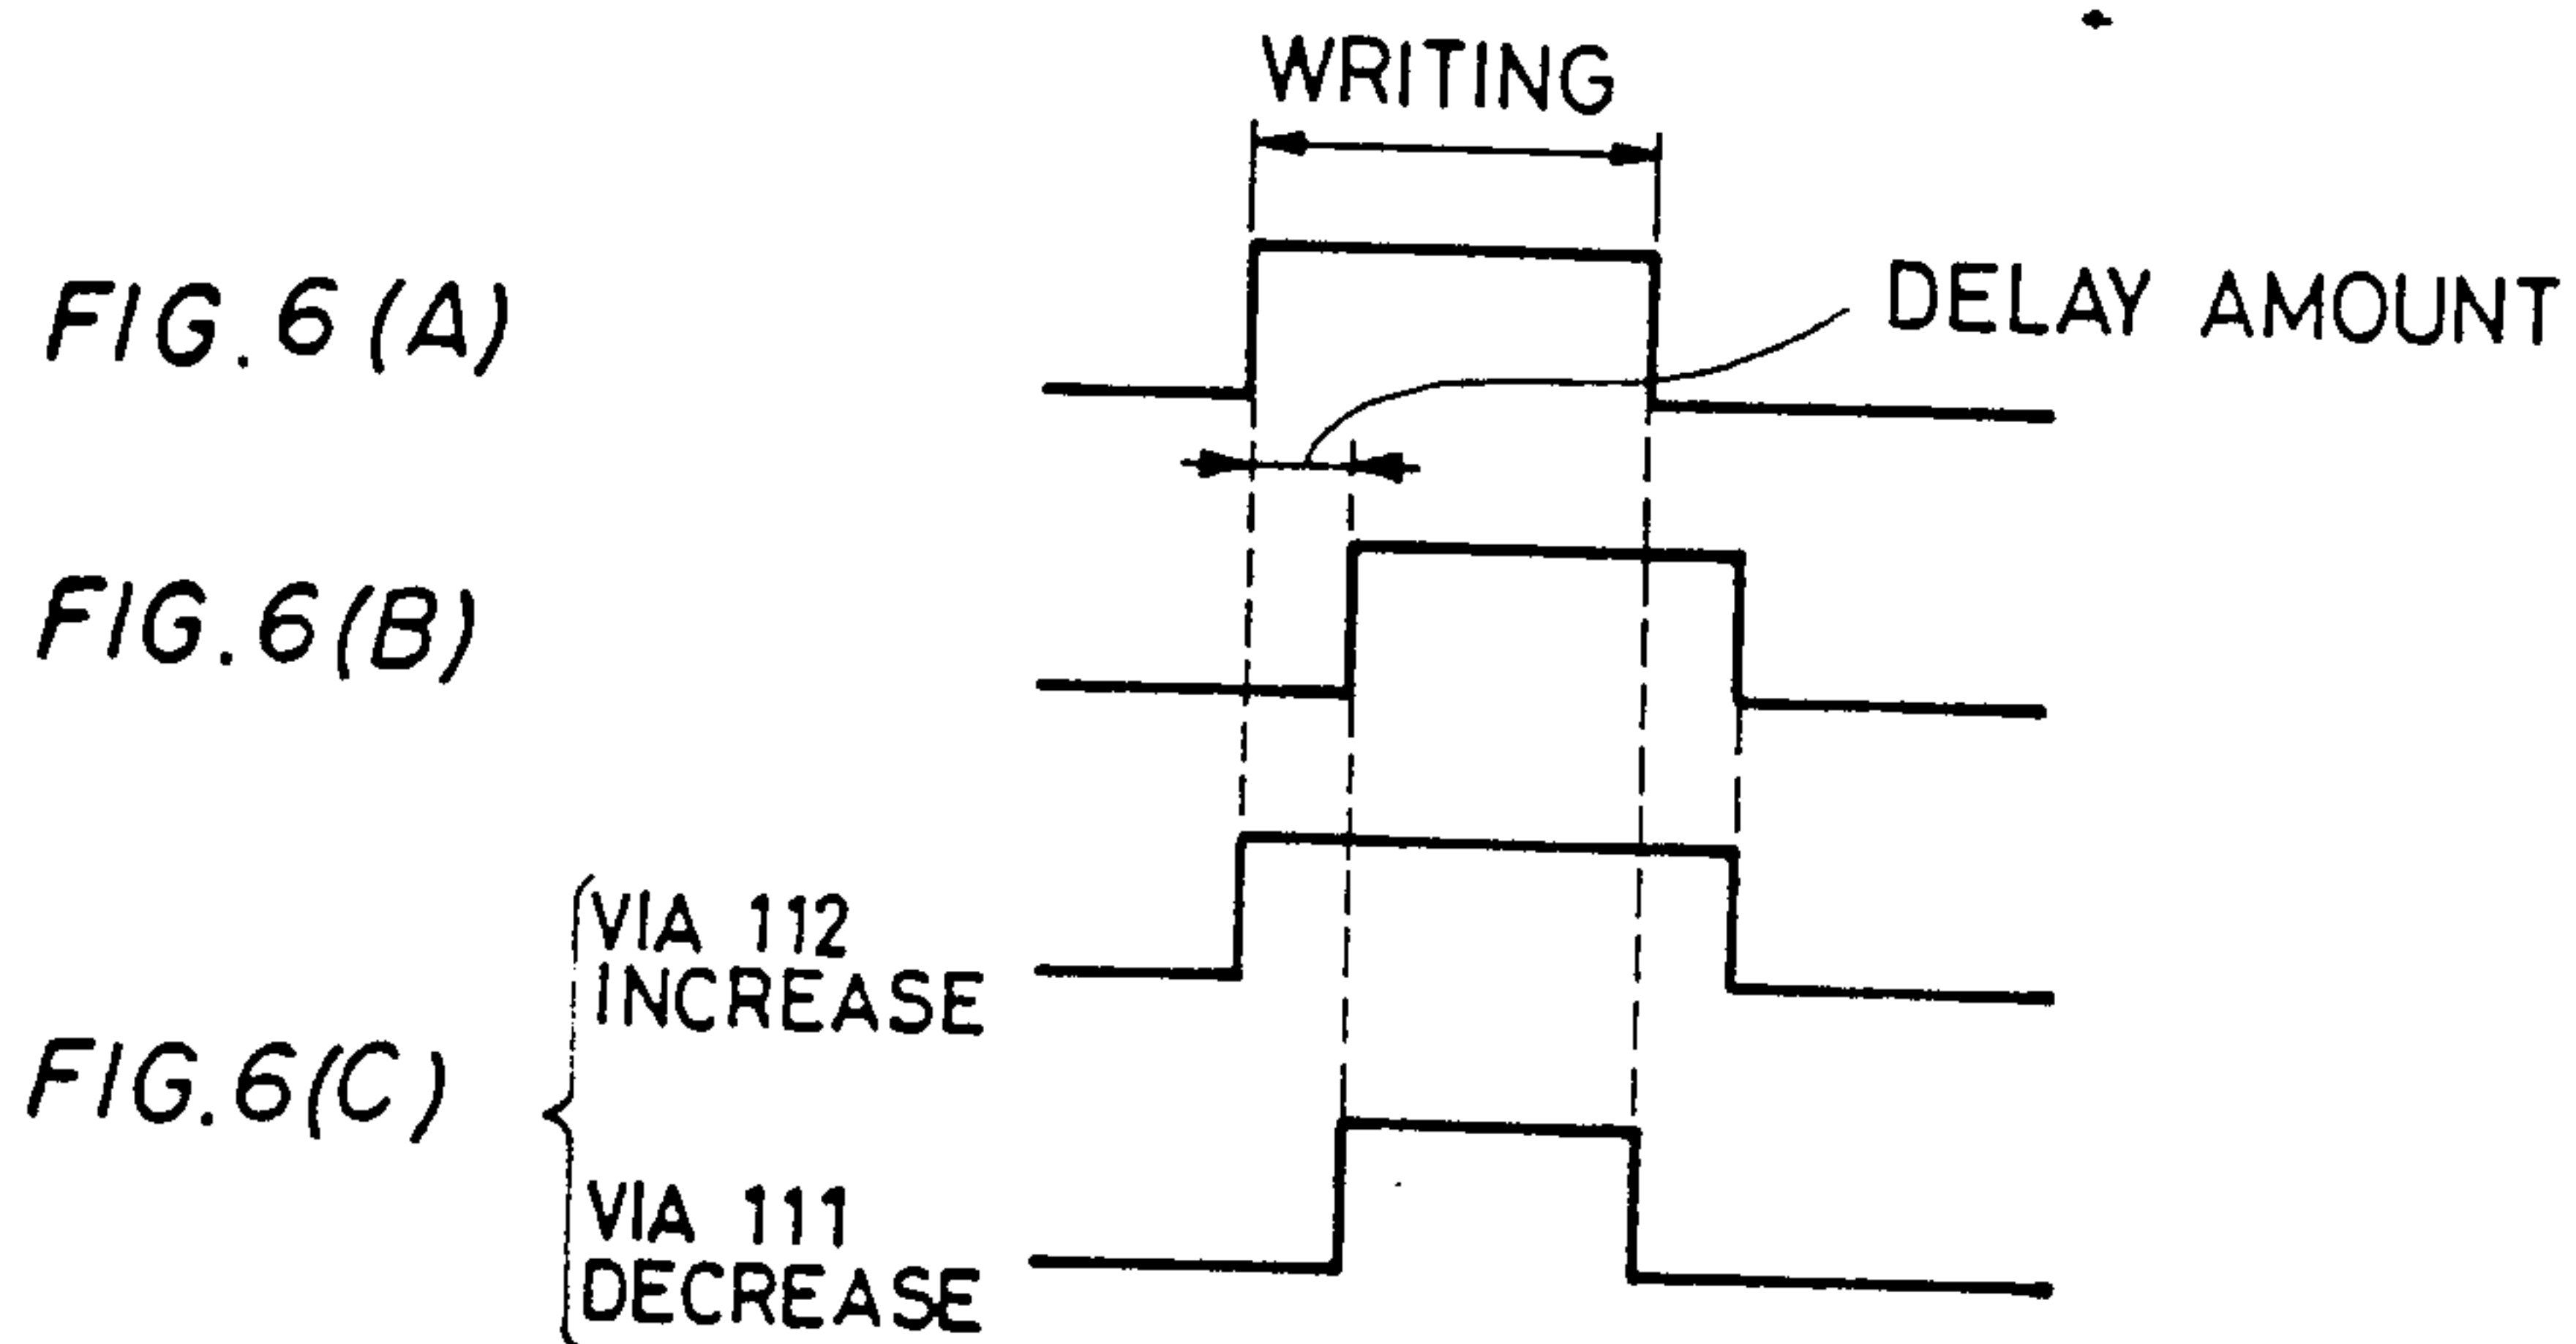 WRITING
FIG. 6 (A)
DELAY AMOUNT
FIG. 6 (B)
VIA 112
INCREASE
FIG. 6 (C)
VIA 111
DECREASE